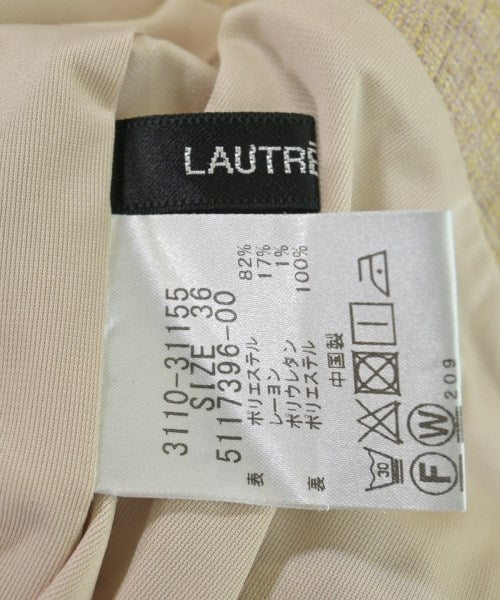 LAUTRÉ
3110-31155
SIZE 36
5117396-00
表 ポリエステル 82%
レーヨン 17%
ポリウレタン 1%
裏 ポリエステル 100%
中国製
30
F W
209